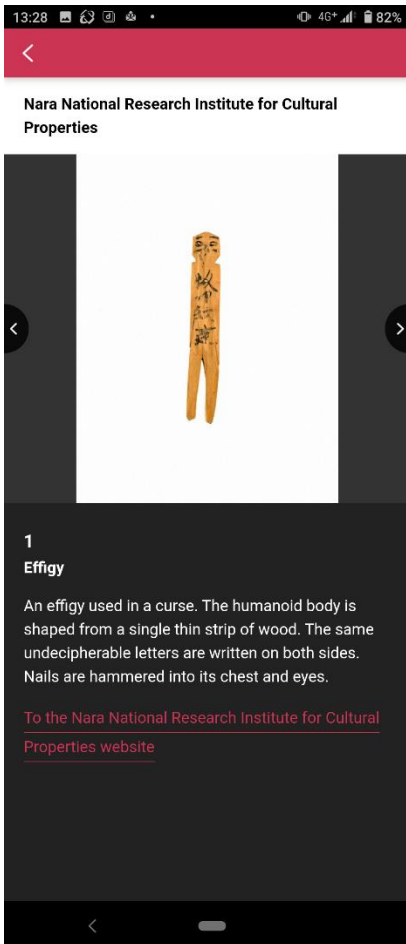 13:28
4G+
82%
Nara National Research Institute for Cultural
Properties
1
Effigy
An effigy used in a curse. The humanoid body is
shaped from a single thin strip of wood. The same
undecipherable letters are written on both sides.
Nails are hammered into its chest and eyes.
To the Nara National Research Institute for Cultural
Properties website